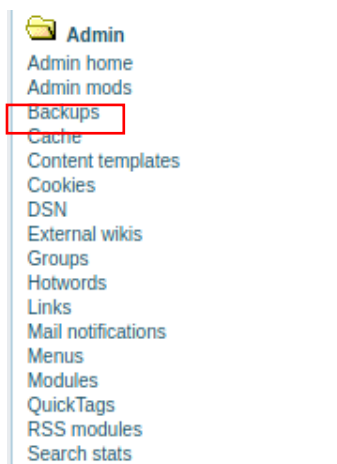 Admin
Admin home
Admin mods
Backups
Cache
Content templates
Cookies
DSN
External wikis
Groups
Hotwords
Links
Mail notifications
Menus
Modules
QuickTags
RSS modules
Search stats